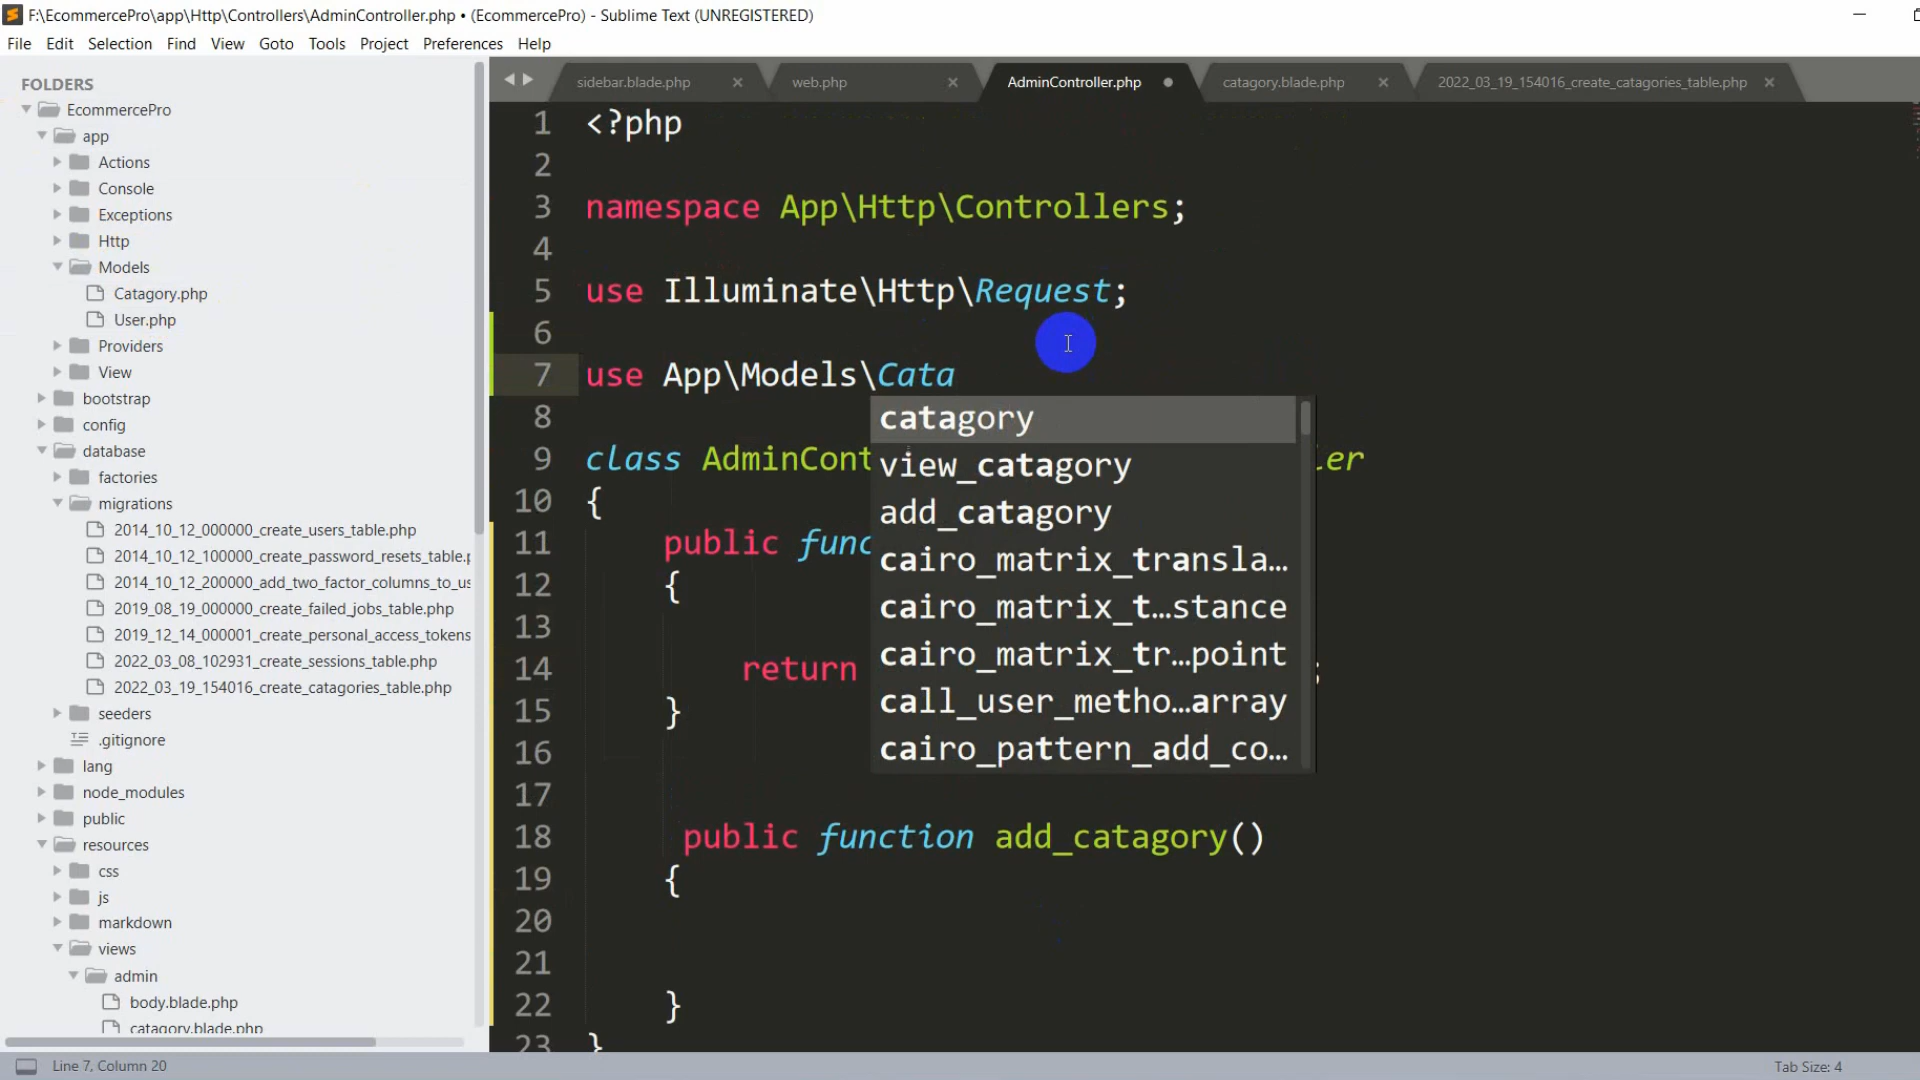 F:\EcommercePro\app\Http\Controllers\AdminController.php • (EcommercePro) - Sublime Text (UNREGISTERED)
File Edit Selection Find View Goto Tools Project Preferences Help
FOLDERS
EcommercePro
app
Actions
Console
Exceptions
Http
Models
Catagory.php
User.php
Providers
View
bootstrap
config
database
factories
migrations
2014_10_12_000000_create_users_table.php
2014_10_12_100000_create_password_resets_table.p
2014_10_12_200000_add_two_factor_columns_to_us
2019_08_19_000000_create_failed_jobs_table.php
2019_12_14_000001_create_personal_access_tokens
2022_03_08_102931_create_sessions_table.php
2022_03_19_154016_create_catagories_table.php
seeders
.gitignore
lang
node_modules
public
resources
css
js
markdown
views
admin
body.blade.php
catagory.blade.php
sidebar.blade.php web.php AdminController.php catagory.blade.php 2022_03_19_154016_create_catagories_table.php
1 <?php
2
3 namespace App\Http\Controllers;
4
5 use Illuminate\Http\Request;
6
7 use App\Models\Cata
8 catagory
9 class AdminCont ler
view_catagory
10 {
add_catagory
11 public func
cairo_matrix_transla…
12 {
cairo_matrix_t…stance
13
14 return ;
cairo_matrix_tr…point
15 }
call_user_metho…array
16
cairo_pattern_add_co…
17
18 public function add_catagory()
19 {
20
21
22 }
23 }
Line 7, Column 20 Tab Size: 4